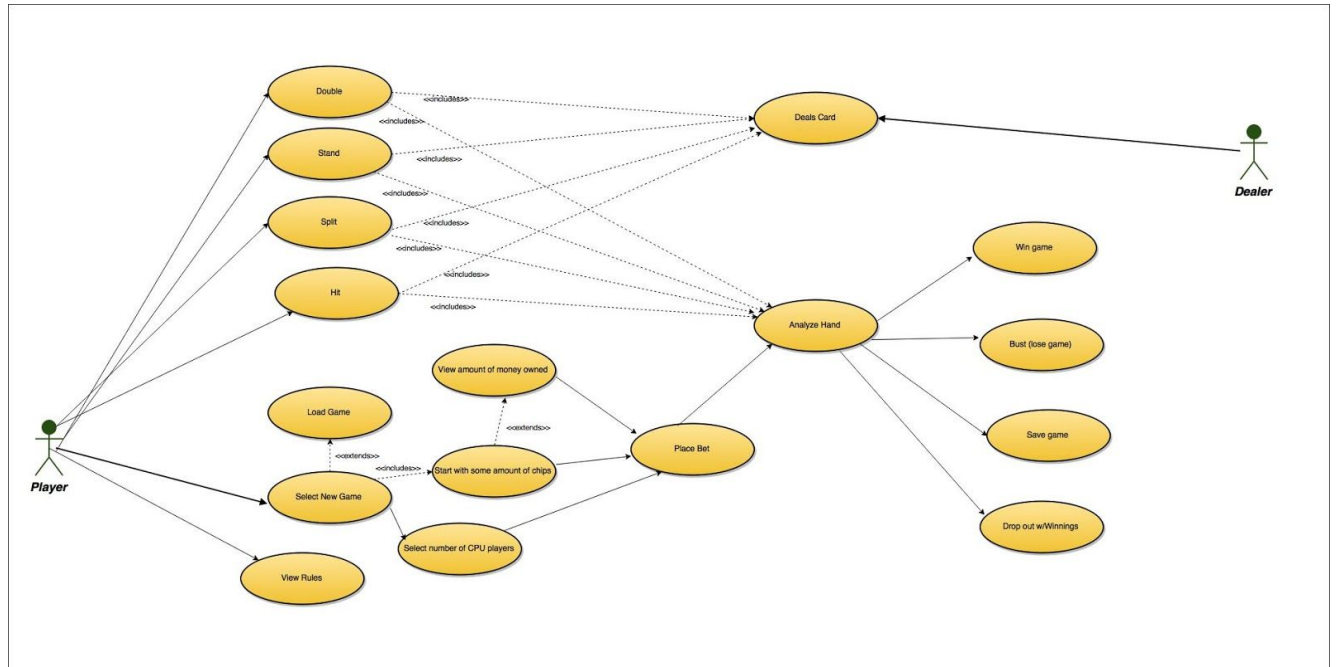 Double
<<includes>>
Deals Card
<<includes>>
Stand
<<includes>>
Dealer
<<includes>>
Split
<<includes>>
<<includes>>
Win game
<<includes>>
Hit
<<includes>>
Analyze Hand
Bust (lose game)
View amount of money owned
Load Game
<<extends>>
Save game
Place Bet
<<extends>>
<<includes>>
Start with some amount of chips
Player
Select New Game
Drop out w/Winnings
Select number of CPU players
View Rules